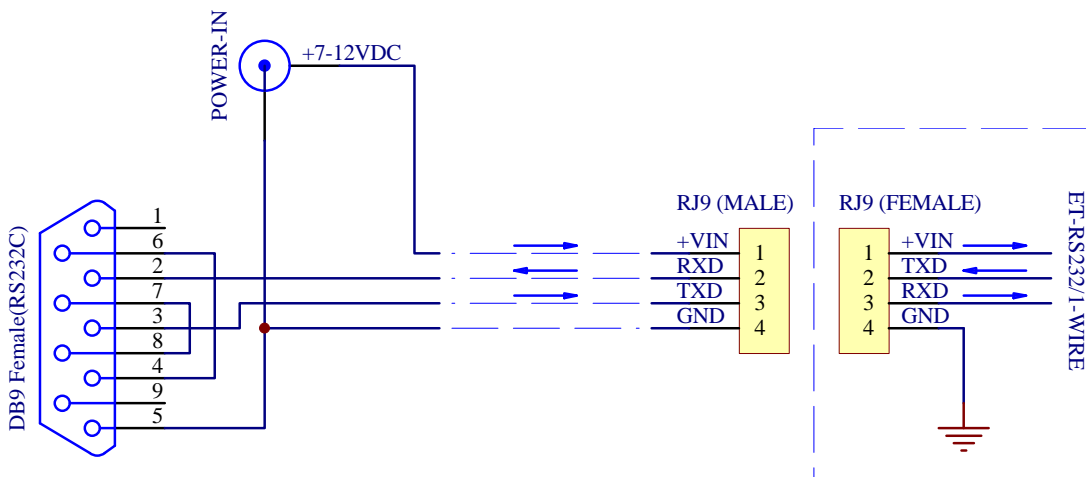 POWER-IN
+7-12VDC
DB9 Female(RS232C)
1
6
2
7
3
8
4
9
5
RJ9 (MALE)
+VIN
1
RXD
2
TXD
3
GND
4
RJ9 (FEMALE)
1
+VIN
2
TXD
3
RXD
4
GND
ET-RS232/1-WIRE